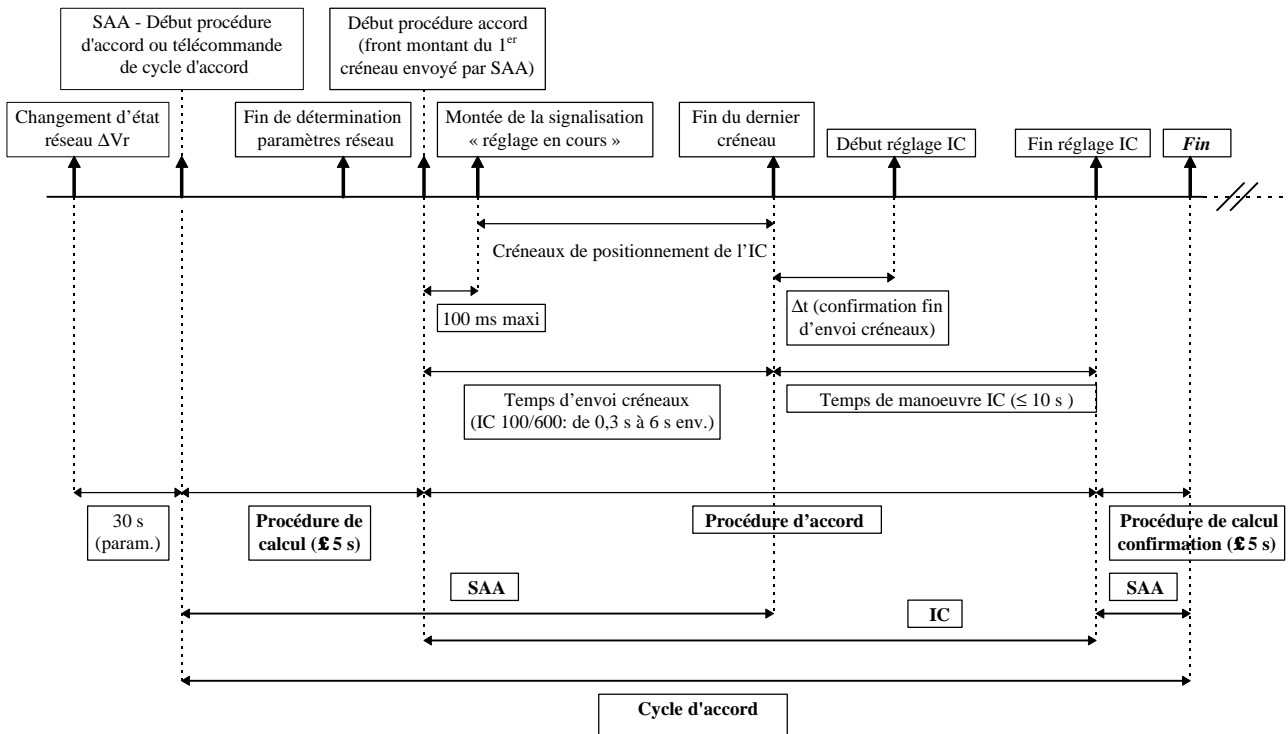 SAA - Début procédure
d'accord ou télécommande
de cycle d'accord
Début procédure accord
(front montant du 1er
créneau envoyé par SAA)
Changement d’état
réseau ΔVr
Fin de détermination
paramètres réseau
Montée de la signalisation
« réglage en cours »
Fin du dernier
créneau
Début réglage IC
Fin réglage IC
Fin
Créneaux de positionnement de l’IC
100 ms maxi
Δt (confirmation fin
d’envoi créneaux)
Temps d’envoi créneaux
(IC 100/600: de 0,3 s à 6 s env.)
Temps de manoeuvre IC (≤ 10 s )
30 s
(param.)
Procédure de
calcul (£ 5 s)
Procédure d’accord
Procédure de calcul
confirmation (£ 5 s)
SAA
IC
SAA
Cycle d'accord